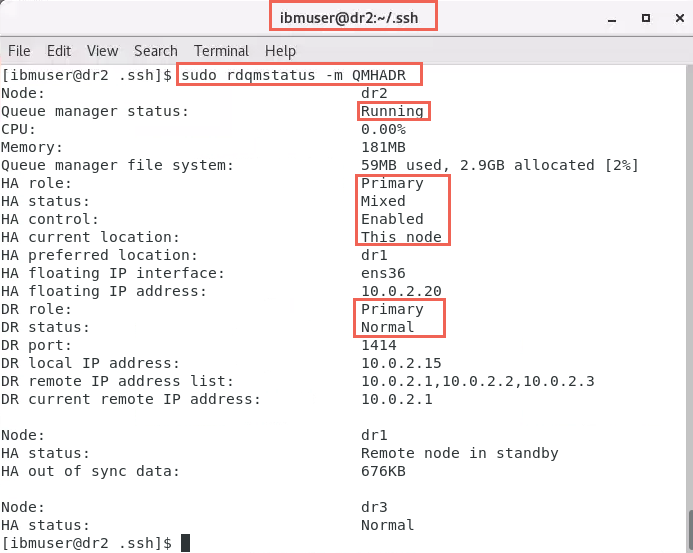 ibmuser@dr2:~/.ssh
File Edit View Search Terminal Help
[ibmuser@dr2 .ssh]$ sudo rdqmstatus -m QMHADR
Node: dr2
Queue manager status: Running
CPU: 0.00%
Memory: 181MB
Queue manager file system: 59MB used, 2.9GB allocated [2%]
HA role: Primary
HA status: Mixed
HA control: Enabled
HA current location: This node
HA preferred location: dr1
HA floating IP interface: ens36
HA floating IP address: 10.0.2.20
DR role: Primary
DR status: Normal
DR port: 1414
DR local IP address: 10.0.2.15
DR remote IP address list: 10.0.2.1,10.0.2.2,10.0.2.3
DR current remote IP address: 10.0.2.1
Node: dr1
HA status: Remote node in standby
HA out of sync data: 676KB
Node: dr3
HA status: Normal
[ibmuser@dr2 .ssh]$